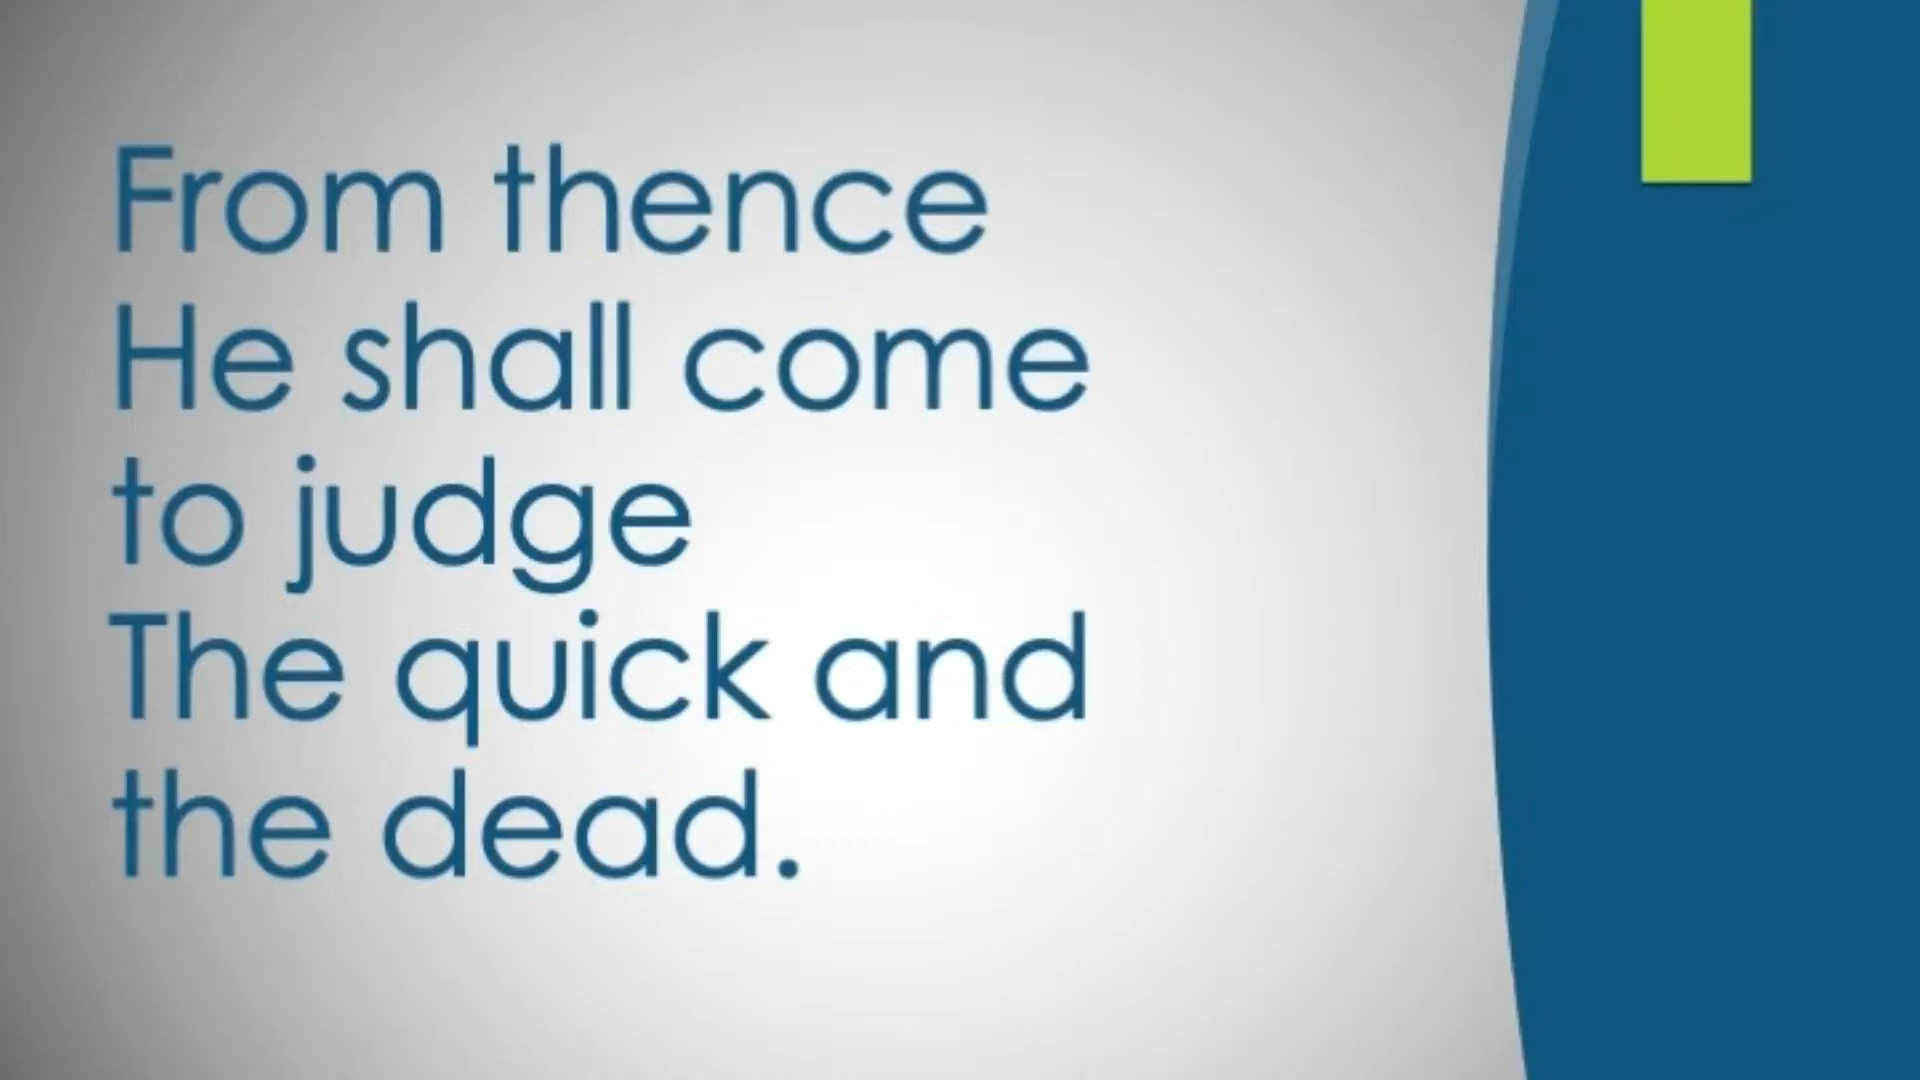 From thence
He shall come
to judge
The quick and
the dead.